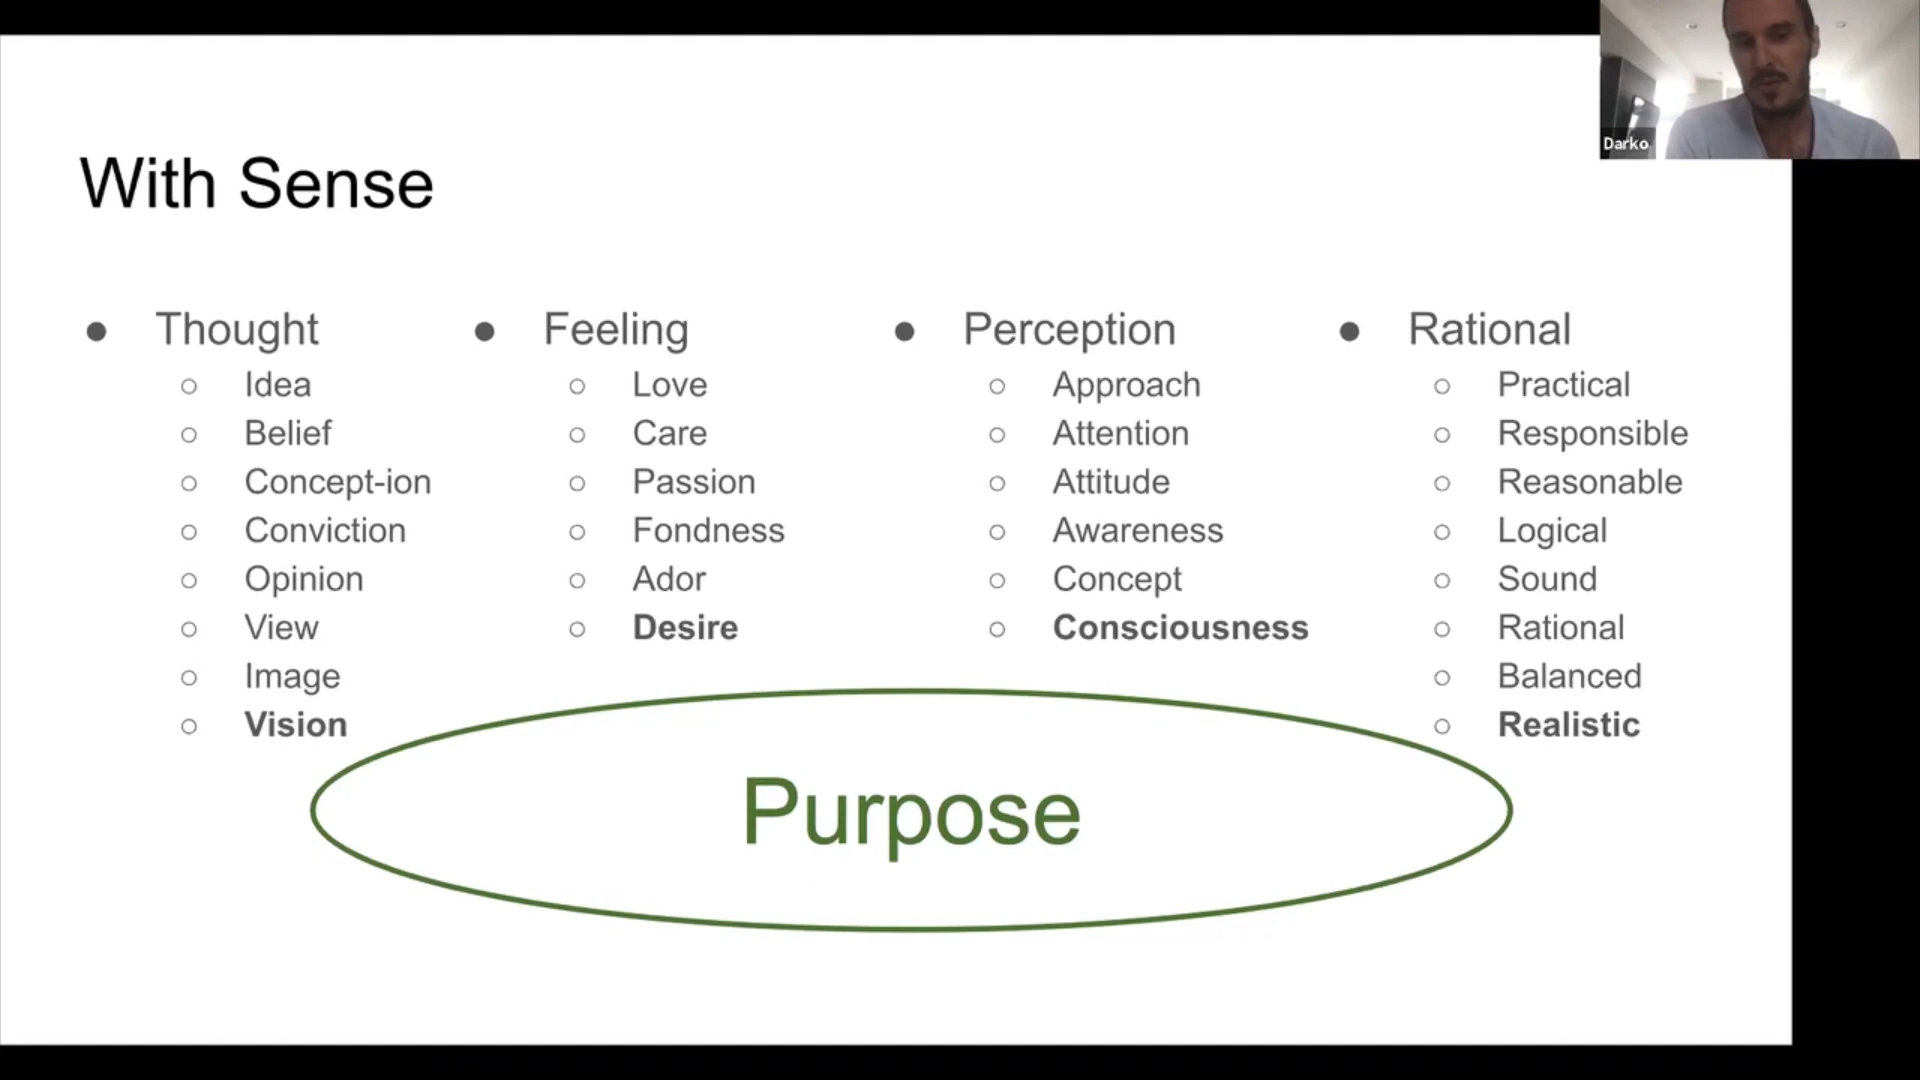 Darko
With Sense
Thought
Idea
Belief
Concept-ion
Conviction
Opinion
View
Image
Vision
Feeling
Love
Care
Passion
Fondness
Ador
Desire
Perception
Approach
Attention
Attitude
Awareness
Concept
Consciousness
Rational
Practical
Responsible
Reasonable
Logical
Sound
Rational
Balanced
Realistic
Purpose